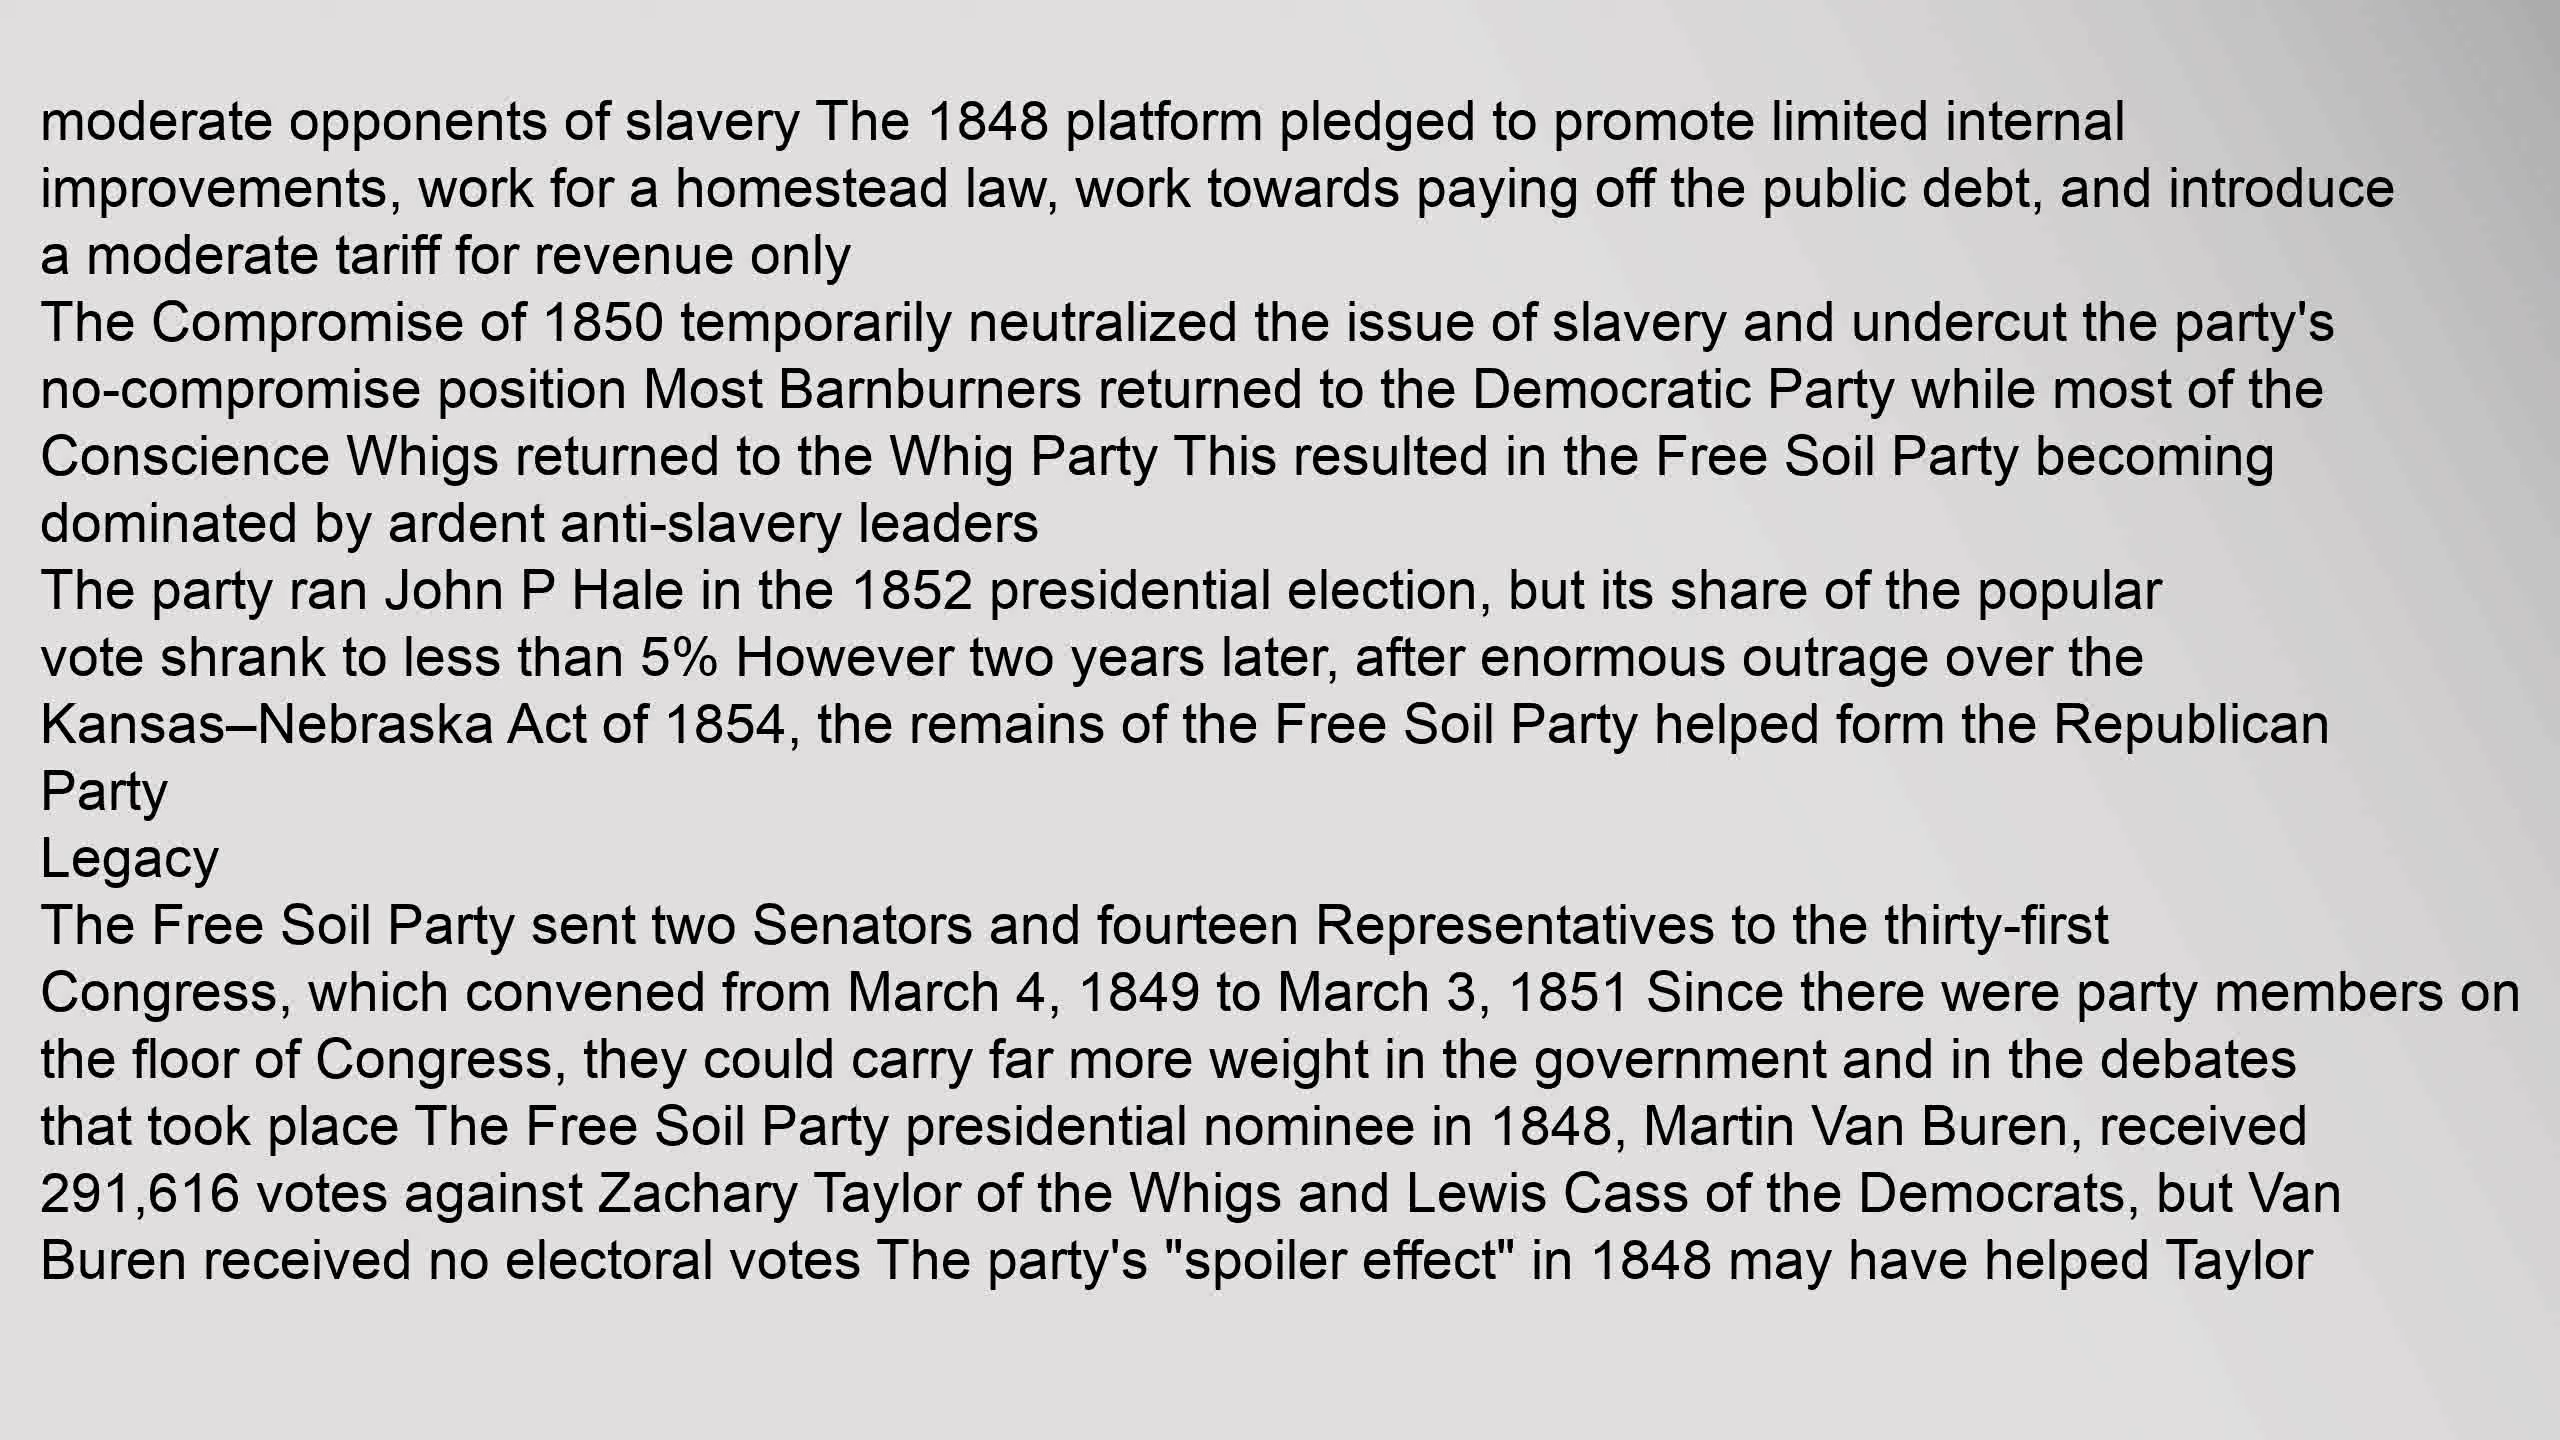 moderate opponents of slavery The 1848 platform pledged to promote limited internal
improvements, work for a homestead law, work towards paying off the public debt, and introduce
a moderate tariff for revenue only
The Compromise of 1850 temporarily neutralized the issue of slavery and undercut the party's
no-compromise position Most Barnburners returned to the Democratic Party while most of the
Conscience Whigs returned to the Whig Party This resulted in the Free Soil Party becoming
dominated by ardent anti-slavery leaders
The party ran John P Hale in the 1852 presidential election, but its share of the popular
vote shrank to less than 5% However two years later, after enormous outrage over the
Kansas–Nebraska Act of 1854, the remains of the Free Soil Party helped form the Republican
Party
Legacy
The Free Soil Party sent two Senators and fourteen Representatives to the thirty-first
Congress, which convened from March 4, 1849 to March 3, 1851 Since there were party members on
the floor of Congress, they could carry far more weight in the government and in the debates
that took place The Free Soil Party presidential nominee in 1848, Martin Van Buren, received
291,616 votes against Zachary Taylor of the Whigs and Lewis Cass of the Democrats, but Van
Buren received no electoral votes The party's "spoiler effect" in 1848 may have helped Taylor